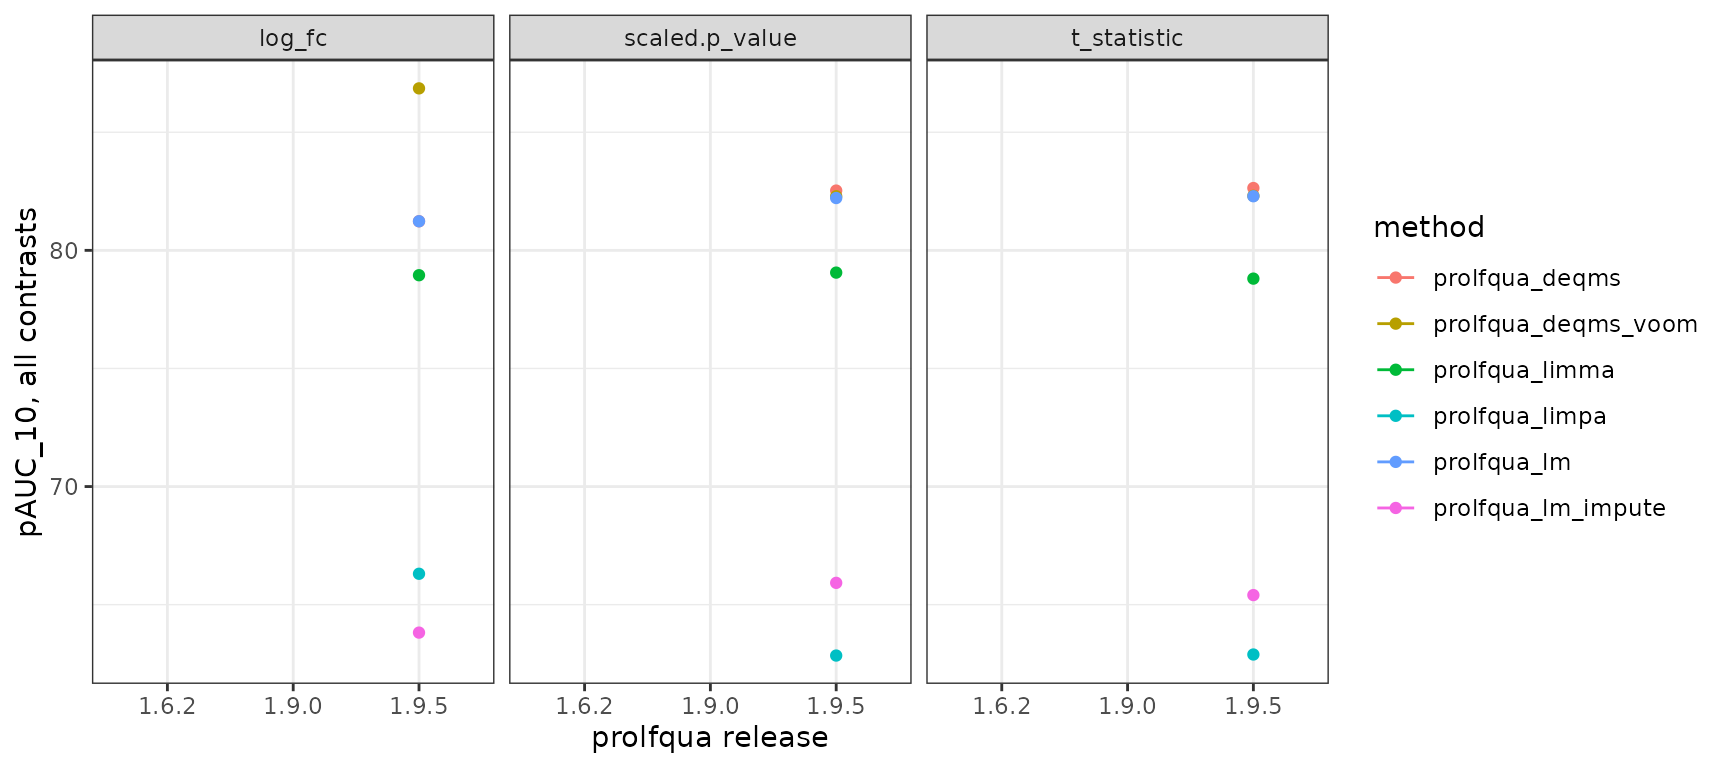 log_fc
scaled.p_value
t_statistic
pAUC_10, all contrasts
80
70
1.6.2
1.9.0
1.9.5
1.6.2
1.9.0
1.9.5
1.6.2
1.9.0
1.9.5
prolfqua release
method
prolfqua_deqms
prolfqua_deqms_voom
prolfqua_limma
prolfqua_limpa
prolfqua_lm
prolfqua_lm_impute